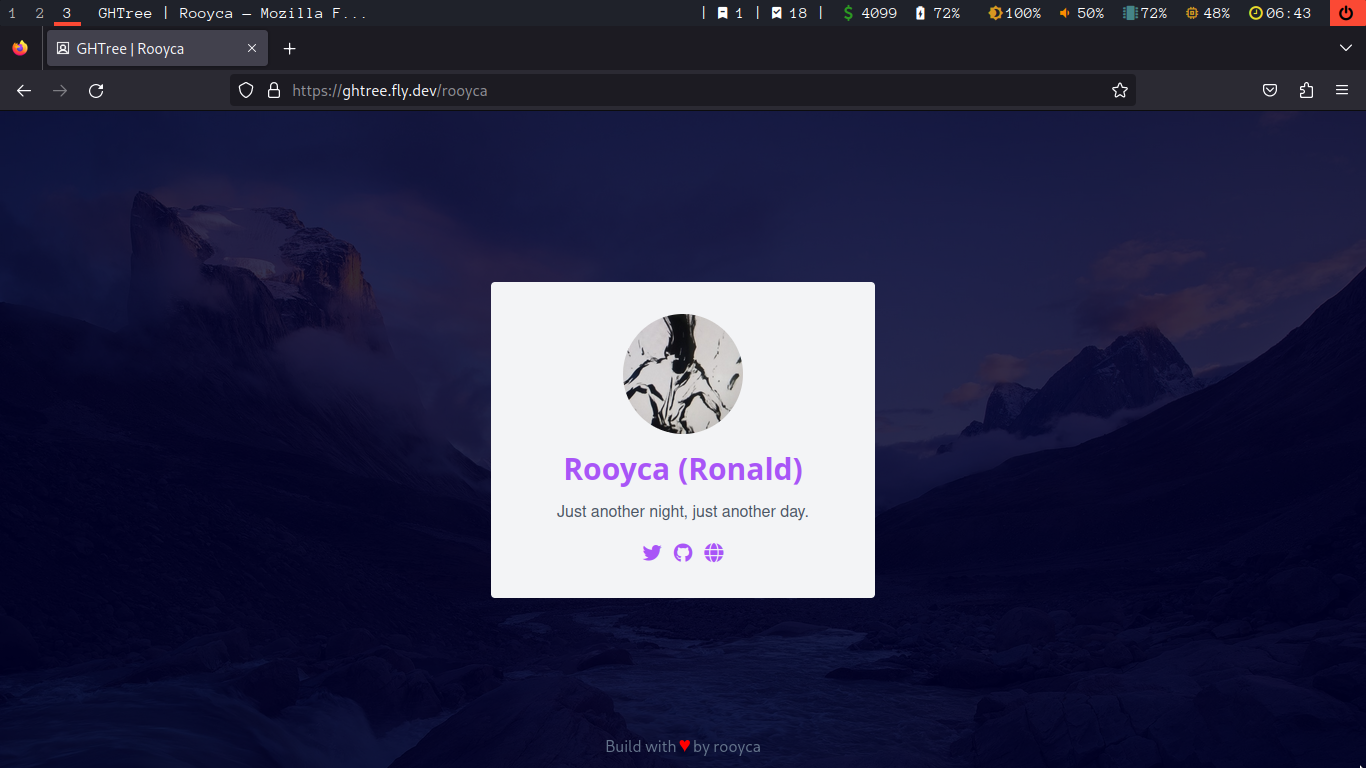 1 2 3 GHTree | Rooyca — Mozilla F... | 1 | 18 | $ 4099 72% 100% 50% 72% 48% 06:43
GHTree | Rooyca
https://ghtree.fly.dev/rooyca
Rooyca (Ronald)
Just another night, just another day.
Build with ♥ by rooyca